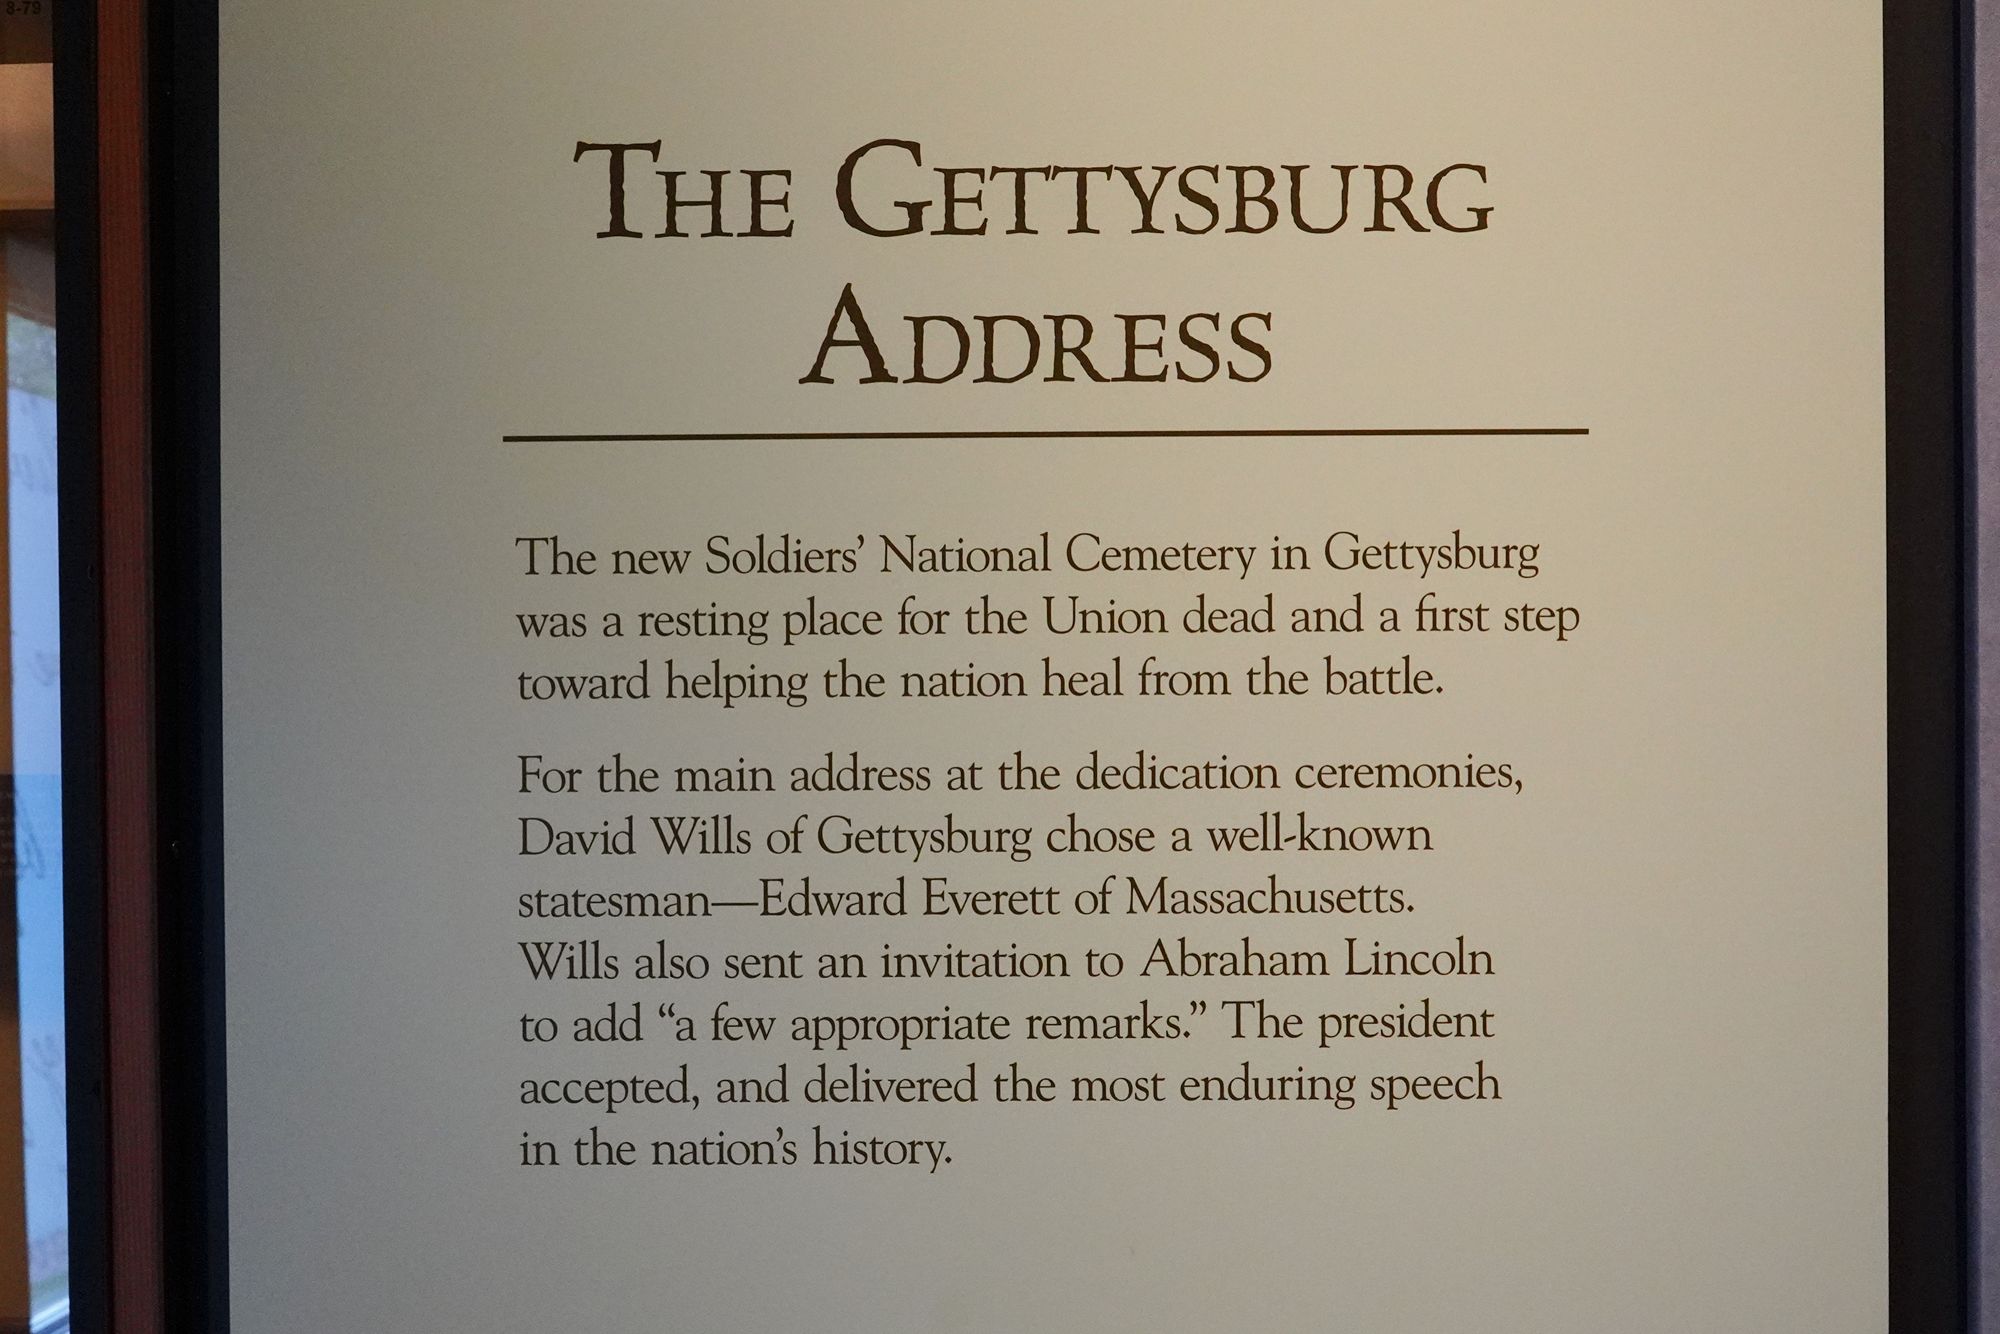 8-79
THE GETTYSBURG
ADDRESS
The new Soldiers’ National Cemetery in Gettysburg
was a resting place for the Union dead and a first step
toward helping the nation heal from the battle.
For the main address at the dedication ceremonies,
David Wills of Gettysburg chose a well-known
statesman—Edward Everett of Massachusetts.
Wills also sent an invitation to Abraham Lincoln
to add “a few appropriate remarks.” The president
accepted, and delivered the most enduring speech
in the nation’s history.